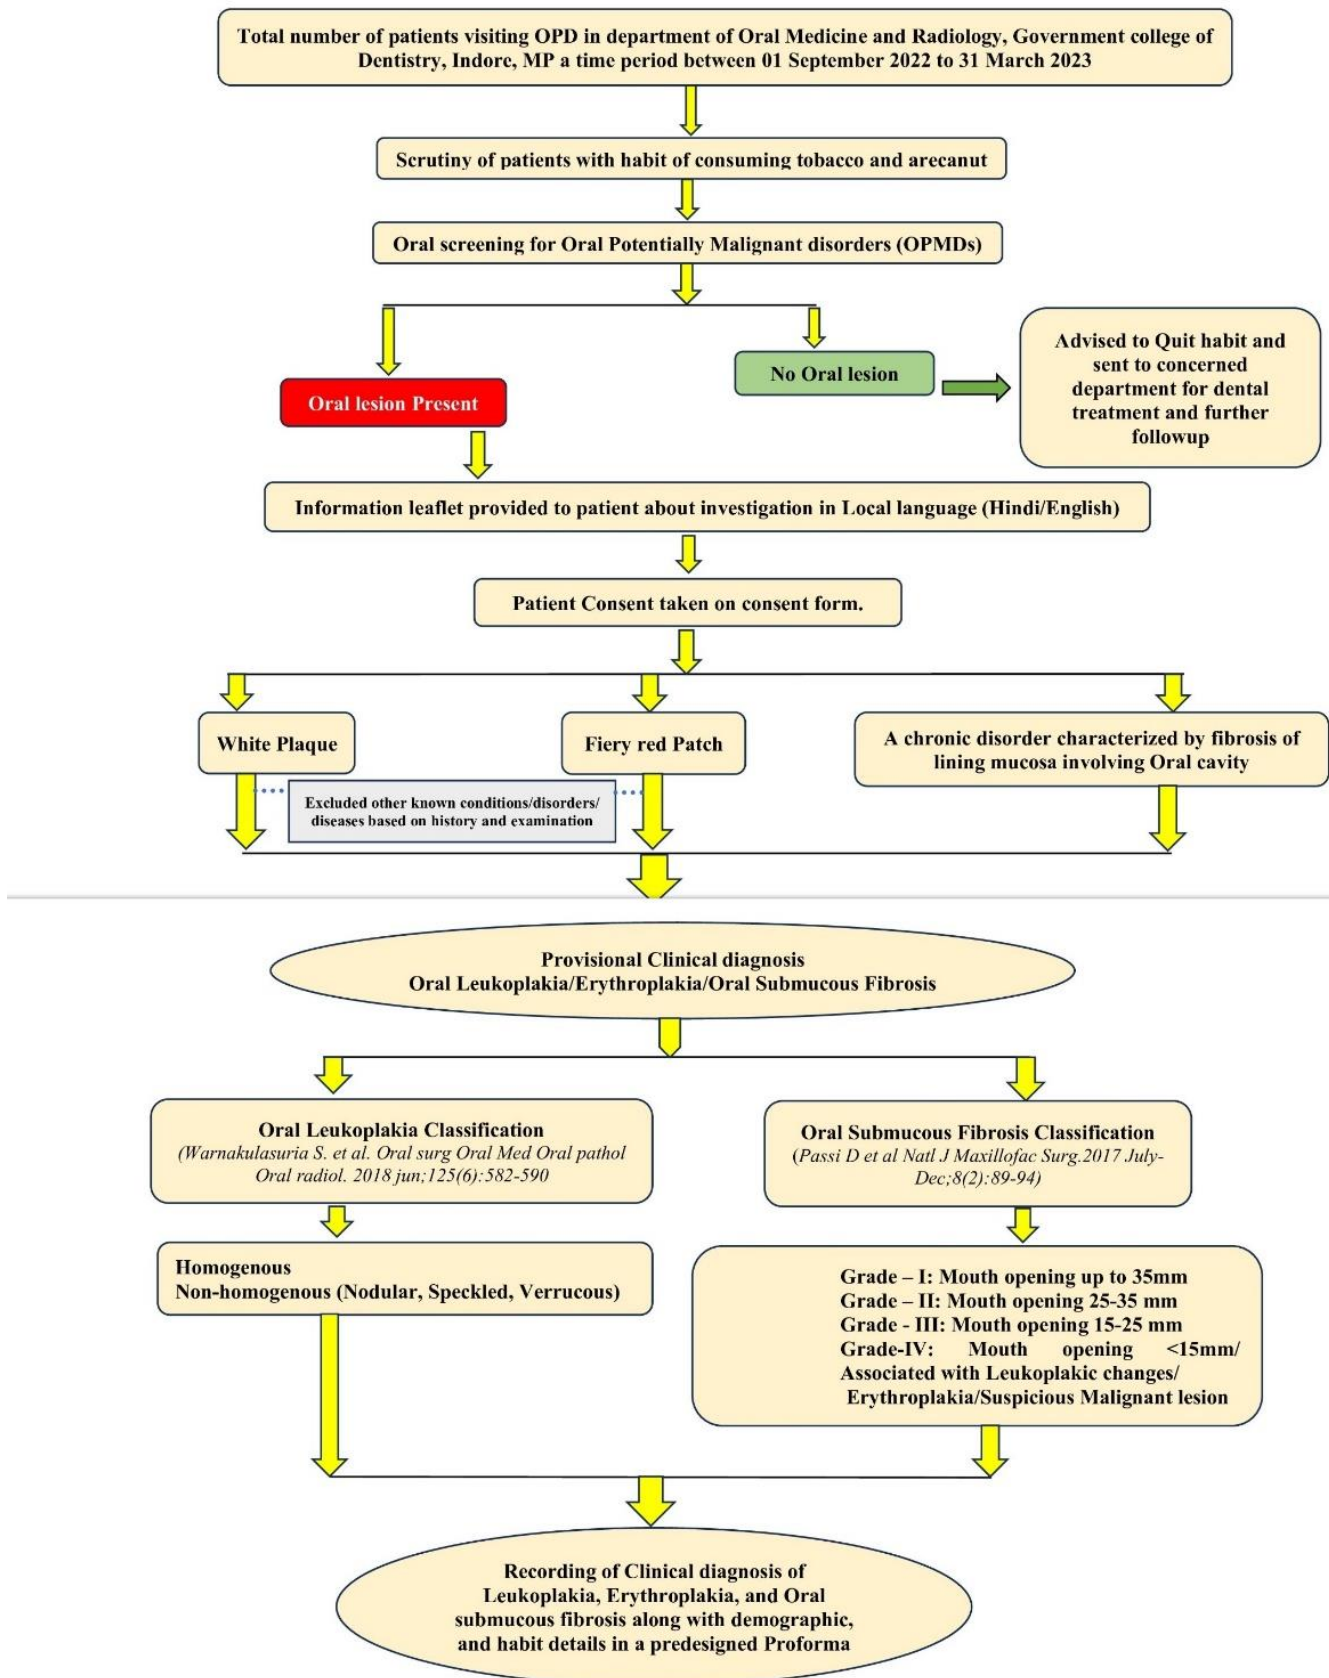 Total number of patients visiting OPD in department of Oral Medicine and Radiology, Government college of
Dentistry, Indore, MP a time period between 01 September 2022 to 31 March 2023
Scrutiny of patients with habit of consuming tobacco and arecanut
Oral screening for Oral Potentially Malignant disorders (OPMDs)
Oral lesion Present
No Oral lesion
Advised to Quit habit and
sent to concerned
department for dental
treatment and further
followup
Information leaflet provided to patient about investigation in Local language (Hindi/English)
Patient Consent taken on consent form.
White Plaque
Fiery red Patch
A chronic disorder characterized by fibrosis of
lining mucosa involving Oral cavity
Excluded other known conditions/disorders/
diseases based on history and examination
Provisional Clinical diagnosis
Oral Leukoplakia/Erythroplakia/Oral Submucous Fibrosis
Oral Leukoplakia Classification
(Warnakulasuria S. et al. Oral surg Oral Med Oral pathol
Oral radiol. 2018 jun;125(6):582-590
Oral Submucous Fibrosis Classification
(Passi D et al Natl J Maxillofac Surg.2017 July-
Dec;8(2):89-94)
Homogenous
Non-homogenous (Nodular, Speckled, Verrucous)
Grade – I: Mouth opening up to 35mm
Grade – II: Mouth opening 25-35 mm
Grade - III: Mouth opening 15-25 mm
Grade-IV: Mouth opening <15mm/
Associated with Leukoplakic changes/
Erythroplakia/Suspicious Malignant lesion
Recording of Clinical diagnosis of
Leukoplakia, Erythroplakia, and Oral
submucous fibrosis along with demographic,
and habit details in a predesigned Proforma